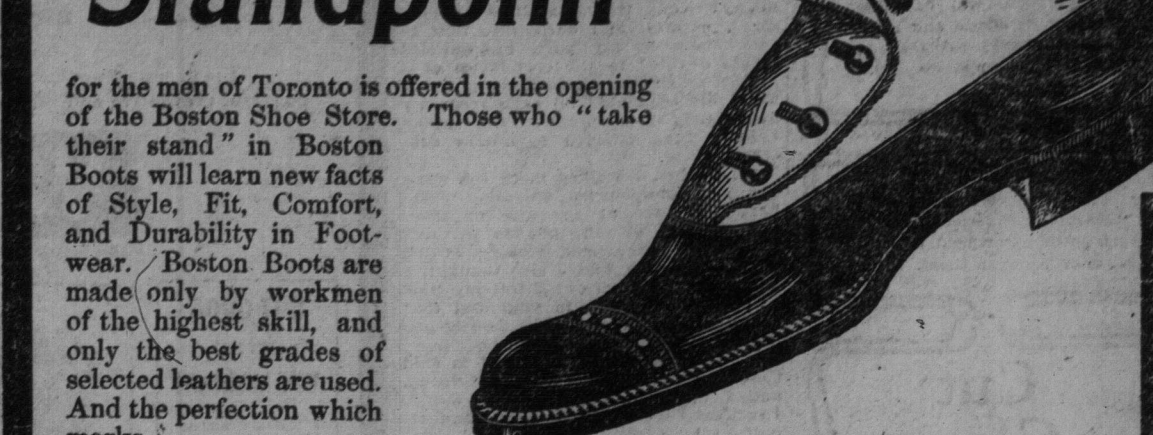 Standpoint
for the men of Toronto is offered in the opening
of the Boston Shoe Store. Those who "take
their stand" in Boston
Boots will learn new facts
of Style, Fit, Comfort,
and Durability in Foot-
wear. Boston Boots are
made only by workmen
of the highest skill, and
only the best grades of
selected leathers are used.
And the perfection which